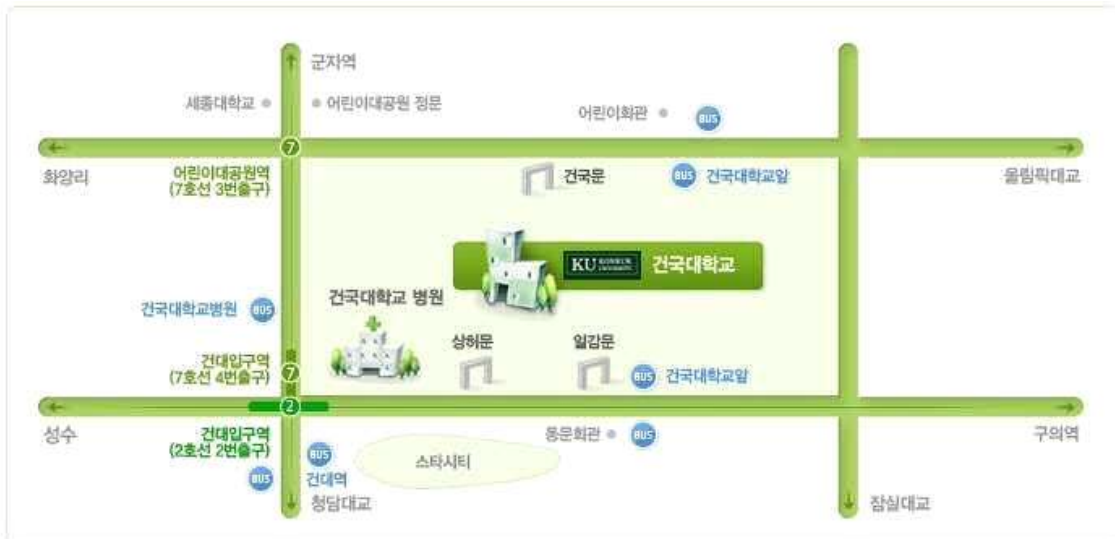 군자역
세종대학교
어린이대공원 정문
어린이회관
BUS
7
화양리
어린이대공원역
(7호선 3번출구)
건국문
BUS 건국대학교앞
올림픽대교
KU KONKUK UNIVERSITY 건국대학교
건국대학교병원 BUS
건국대학교 병원
상허문
일감문
건대입구역
(7호선 4번출구)
7
BUS 건국대학교앞
2
성수
건대입구역
(2호선 2번출구)
BUS
BUS
건대역
스타시티
동문회관
BUS
구의역
청담대교
잠실대교